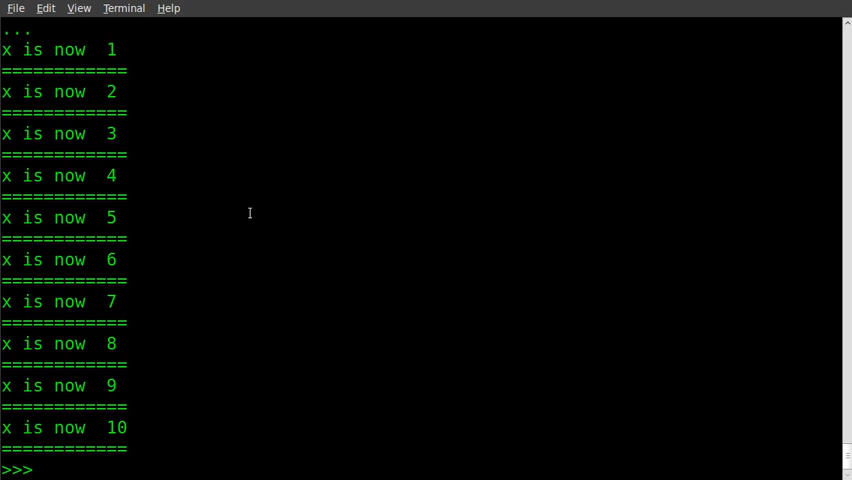 File Edit View Terminal Help
...
x is now  1
============
x is now  2
============
x is now  3
============
x is now  4
============
x is now  5
============
x is now  6
============
x is now  7
============
x is now  8
============
x is now  9
============
x is now  10
============
>>>